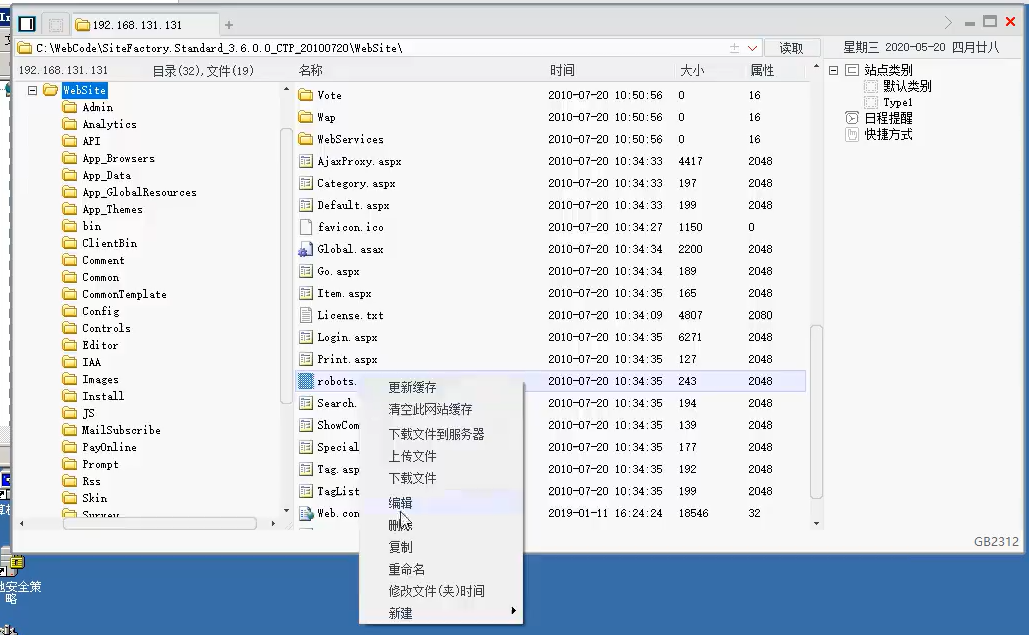 192.168.131.131
C:\WebCode\SiteFactory.Standard_3.6.0.0_CTP_20100720\WebSite\
读取
星期三 2020-05-20 四月廿八
192.168.131.131
目录(32),文件(19)
名称 时间 大小 属性
WebSite
Admin
Analytics
API
App_Browsers
App_Data
App_GlobalResources
App_Themes
bin
ClientBin
Comment
Common
CommonTemplate
Config
Controls
Editor
IAA
Images
Install
JS
MailSubscribe
PayOnline
Prompt
Rss
Skin
Survey
Vote 2010-07-20 10:50:56 0 16
Wap 2010-07-20 10:50:56 0 16
WebServices 2010-07-20 10:50:56 0 16
AjaxProxy.aspx 2010-07-20 10:34:33 4417 2048
Category.aspx 2010-07-20 10:34:33 197 2048
Default.aspx 2010-07-20 10:34:33 199 2048
favicon.ico 2010-07-20 10:34:27 1150 0
Global.asax 2010-07-20 10:34:34 2200 2048
Go.aspx 2010-07-20 10:34:34 189 2048
Item.aspx 2010-07-20 10:34:35 165 2048
License.txt 2010-07-20 10:34:09 4807 2080
Login.aspx 2010-07-20 10:34:35 6271 2048
Print.aspx 2010-07-20 10:34:35 127 2048
robots. 2010-07-20 10:34:35 243 2048
Search. 2010-07-20 10:34:35 194 2048
ShowCom 2010-07-20 10:34:35 139 2048
Special 2010-07-20 10:34:35 177 2048
Tag.asp 2010-07-20 10:34:35 192 2048
TagList 2010-07-20 10:34:35 199 2048
Web.con 2019-01-11 16:24:24 18546 32
更新缓存
清空此网站缓存
下载文件到服务器
上传文件
下载文件
编辑
删除
复制
重命名
修改文件(夹)时间
新建
站点类别
默认类别
Type1
日程提醒
快捷方式
GB2312
地安全策
略